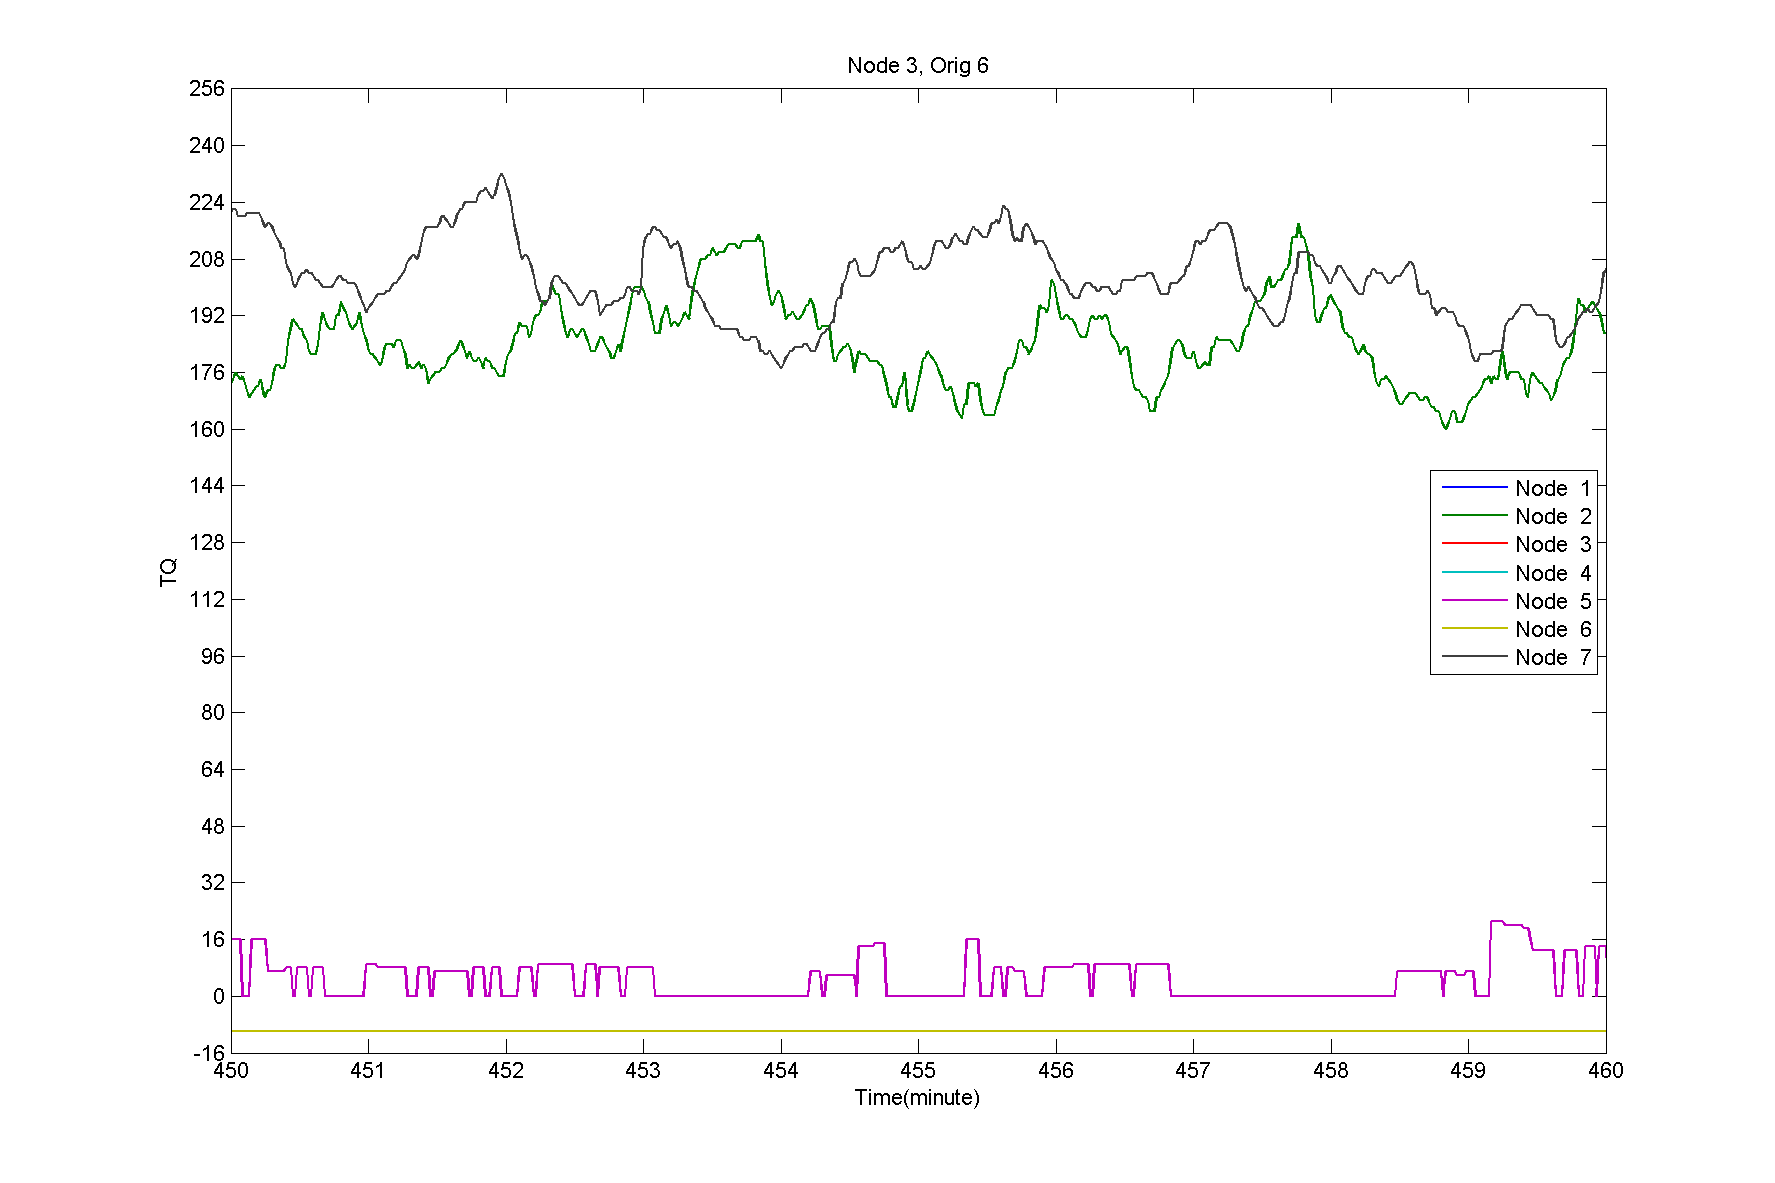 Node 3, Orig 6
256
240
224
208
192
176
160
144
128
112
96
80
64
48
32
16
0
-16
TQ
Node 1
Node 2
Node 3
Node 4
Node 5
Node 6
Node 7
450 451 452 453 454 455 456 457 458 459 460
Time(minute)